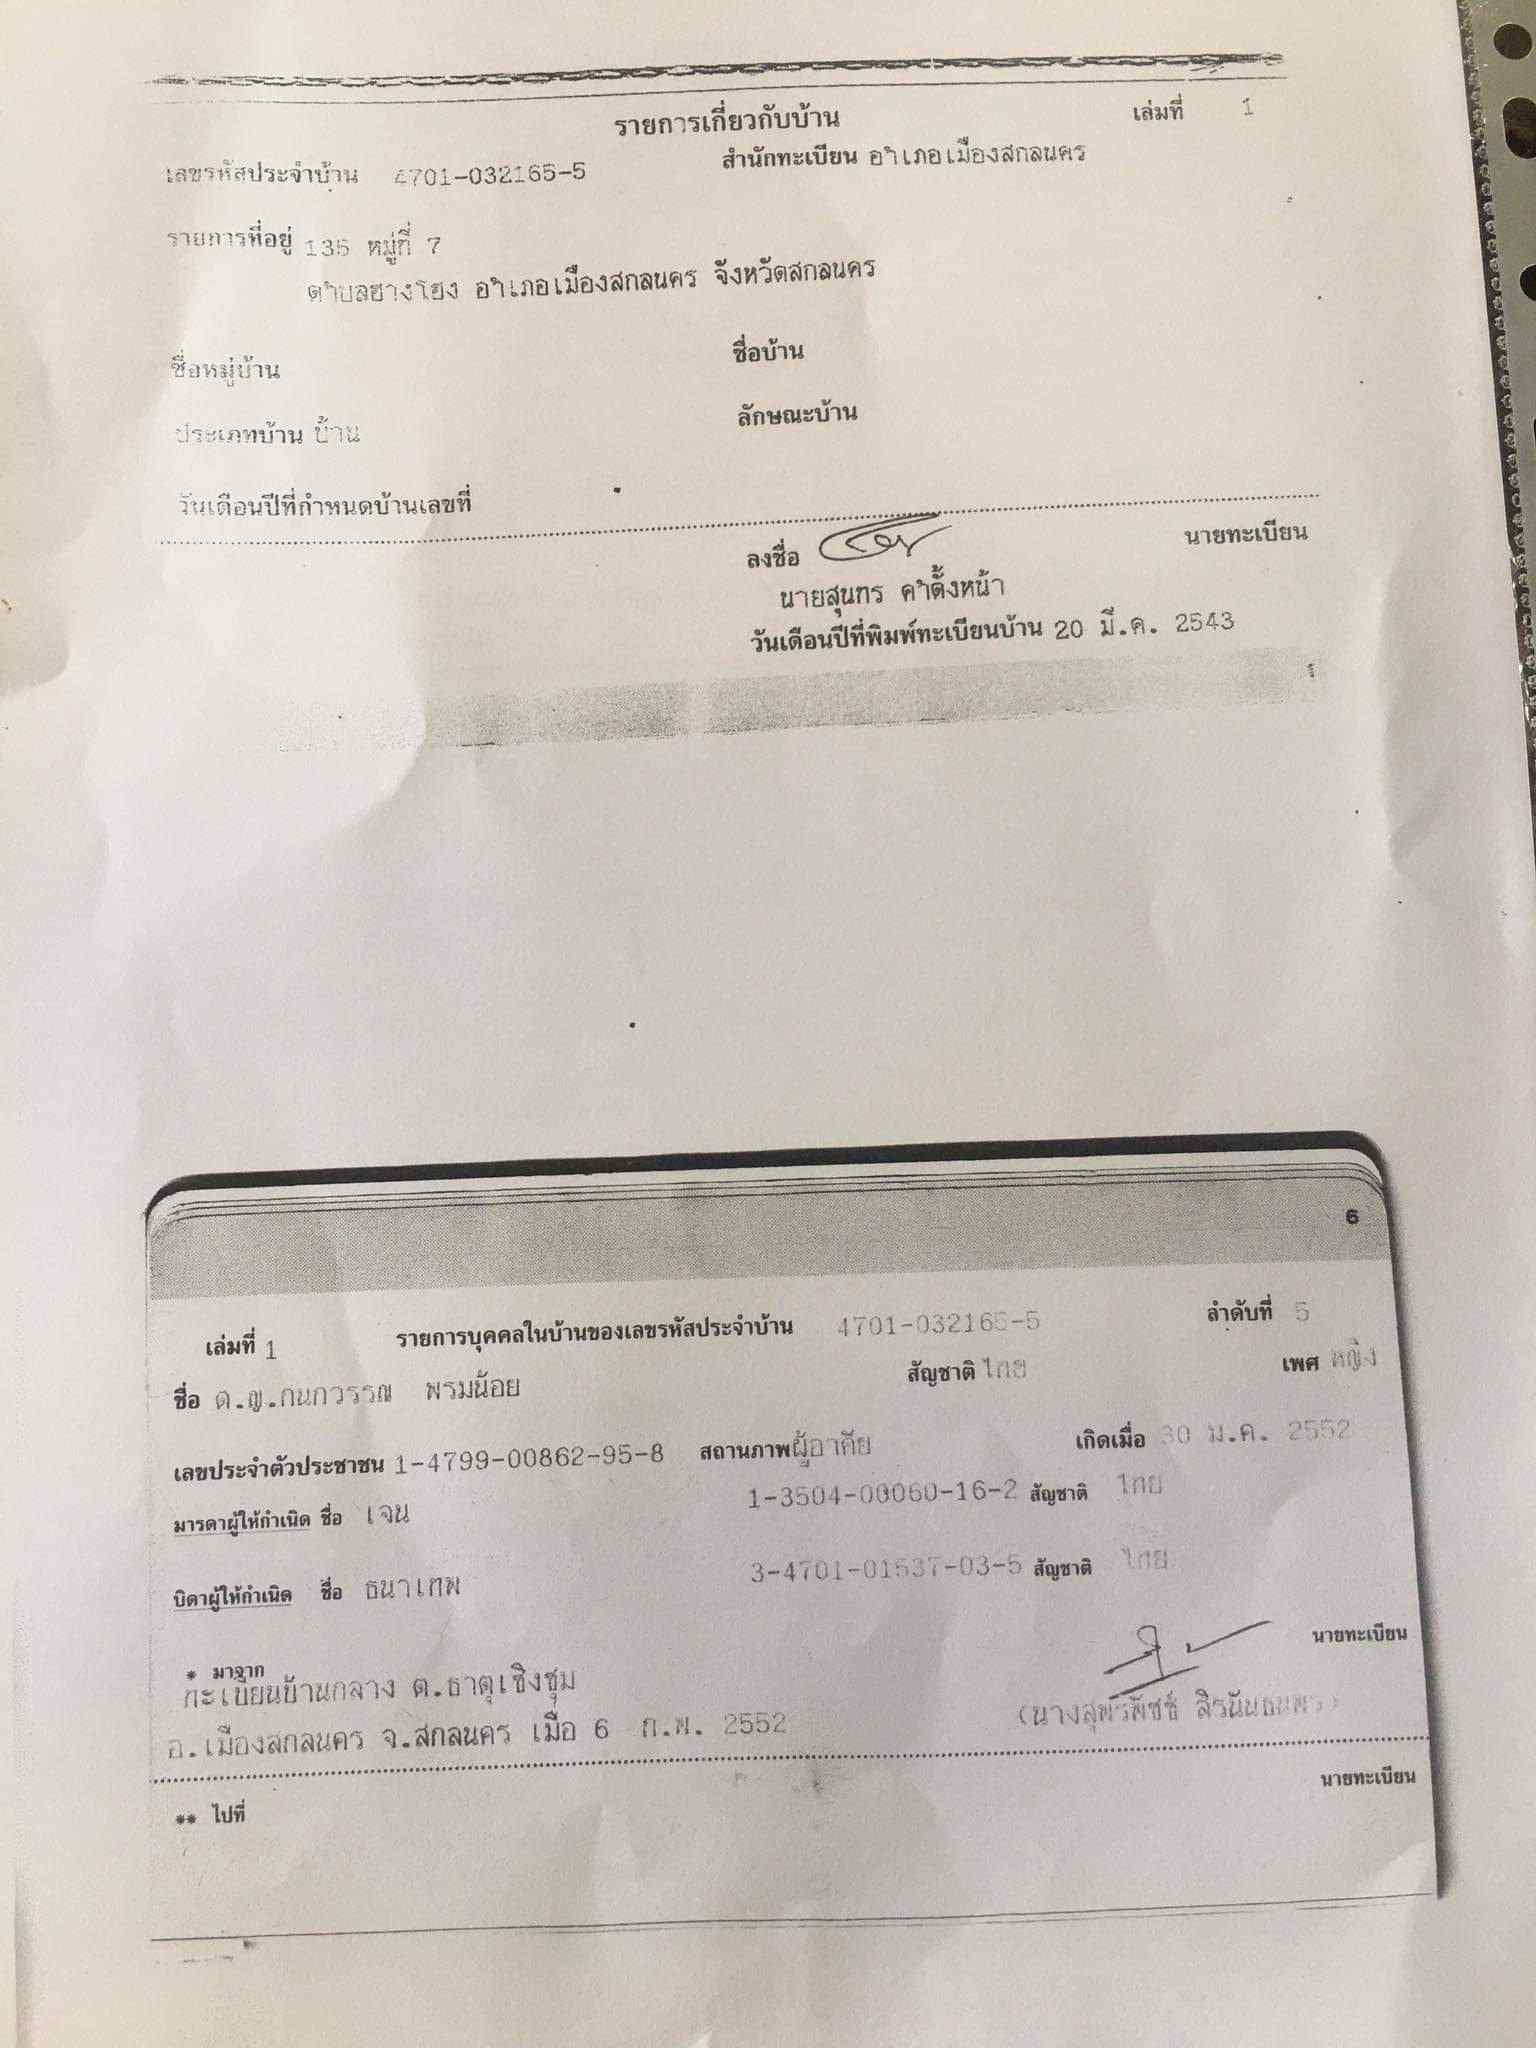 รายการเกี่ยวกับบ้าน เล่มที่ 1
เลขรหัสประจำบ้าน 4701-032165-5 สำนักทะเบียน อำเภอเมืองสกลนคร
รายการที่อยู่ 135 หมู่ที่ 7
ตำบลฮางโฮง อำเภอเมืองสกลนคร จังหวัดสกลนคร
ชื่อหมู่บ้าน ชื่อบ้าน
ประเภทบ้าน บ้าน ลักษณะบ้าน
วันเดือนปีที่กำหนดบ้านเลขที่
ลงชื่อ นายทะเบียน
นายสุนทร คำตั้งหน้า
วันเดือนปีที่พิมพ์ทะเบียนบ้าน 20 มี.ค. 2543
6
เล่มที่ 1 รายการบุคคลในบ้านของเลขรหัสประจำบ้าน 4701-032165-5 ลำดับที่ 5
ชื่อ ด.ญ.กนกวรรณ พรมน้อย สัญชาติ ไทย เพศ หญิง
เลขประจำตัวประชาชน 1-4799-00862-95-8 สถานภาพ ผู้อาศัย เกิดเมื่อ 30 ม.ค. 2552
มารดาผู้ให้กำเนิด ชื่อ เจน 1-3504-00060-16-2 สัญชาติ ไทย
บิดาผู้ให้กำเนิด ชื่อ ธนาเทพ 3-4701-01537-03-5 สัญชาติ ไทย
* มาจาก นายทะเบียน
ทะเบียนบ้านกลาง ต.ธาตุเชิงชุม
อ.เมืองสกลนคร จ.สกลนคร เมื่อ 6 ก.พ. 2552
(นางสุพรพัชช์ สิรนันธนพร)
** ไปที่ นายทะเบียน